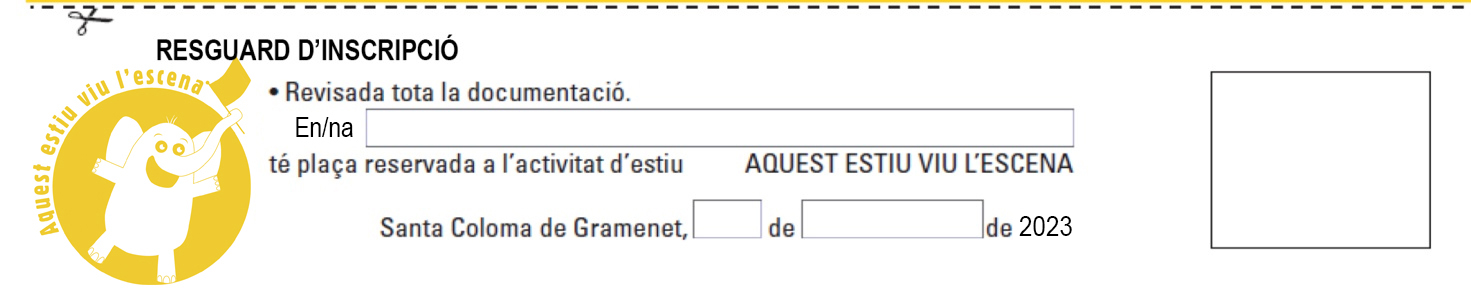 RESGUARD D'INSCRIPCIÓ
Aquest estiu viu l'escena
• Revisada tota la documentació.
En/na
té plaça reservada a l'activitat d'estiu AQUEST ESTIU VIU L'ESCENA
Santa Coloma de Gramenet, de de 2023